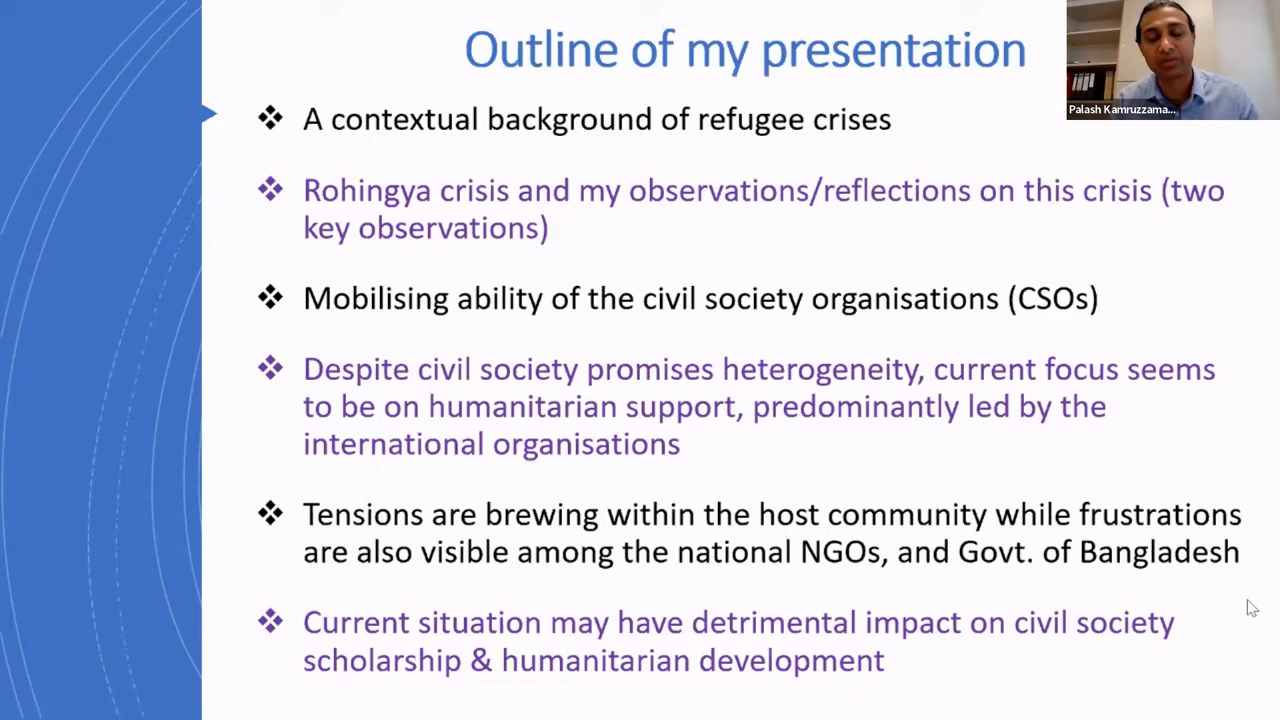 Outline of my presentation
Palash Kamruzzama...
❖ A contextual background of refugee crises
❖ Rohingya crisis and my observations/reflections on this crisis (two
key observations)
❖ Mobilising ability of the civil society organisations (CSOs)
❖ Despite civil society promises heterogeneity, current focus seems
to be on humanitarian support, predominantly led by the
international organisations
❖ Tensions are brewing within the host community while frustrations
are also visible among the national NGOs, and Govt. of Bangladesh
❖ Current situation may have detrimental impact on civil society
scholarship & humanitarian development